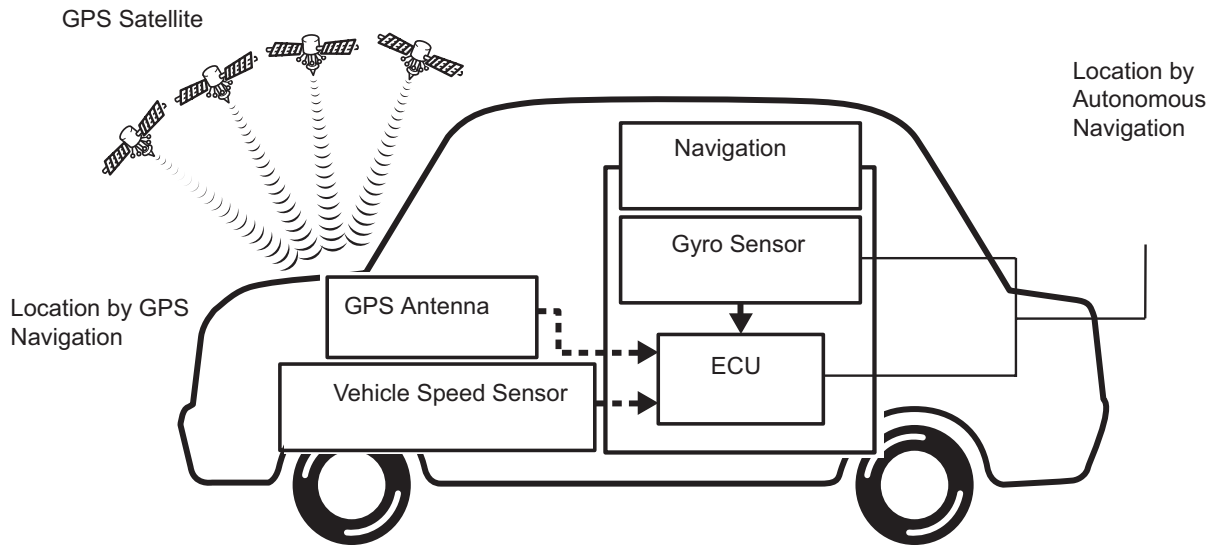 GPS Satellite
Location by
Autonomous
Navigation
Navigation
Gyro Sensor
Location by GPS
Navigation
GPS Antenna
ECU
Vehicle Speed Sensor